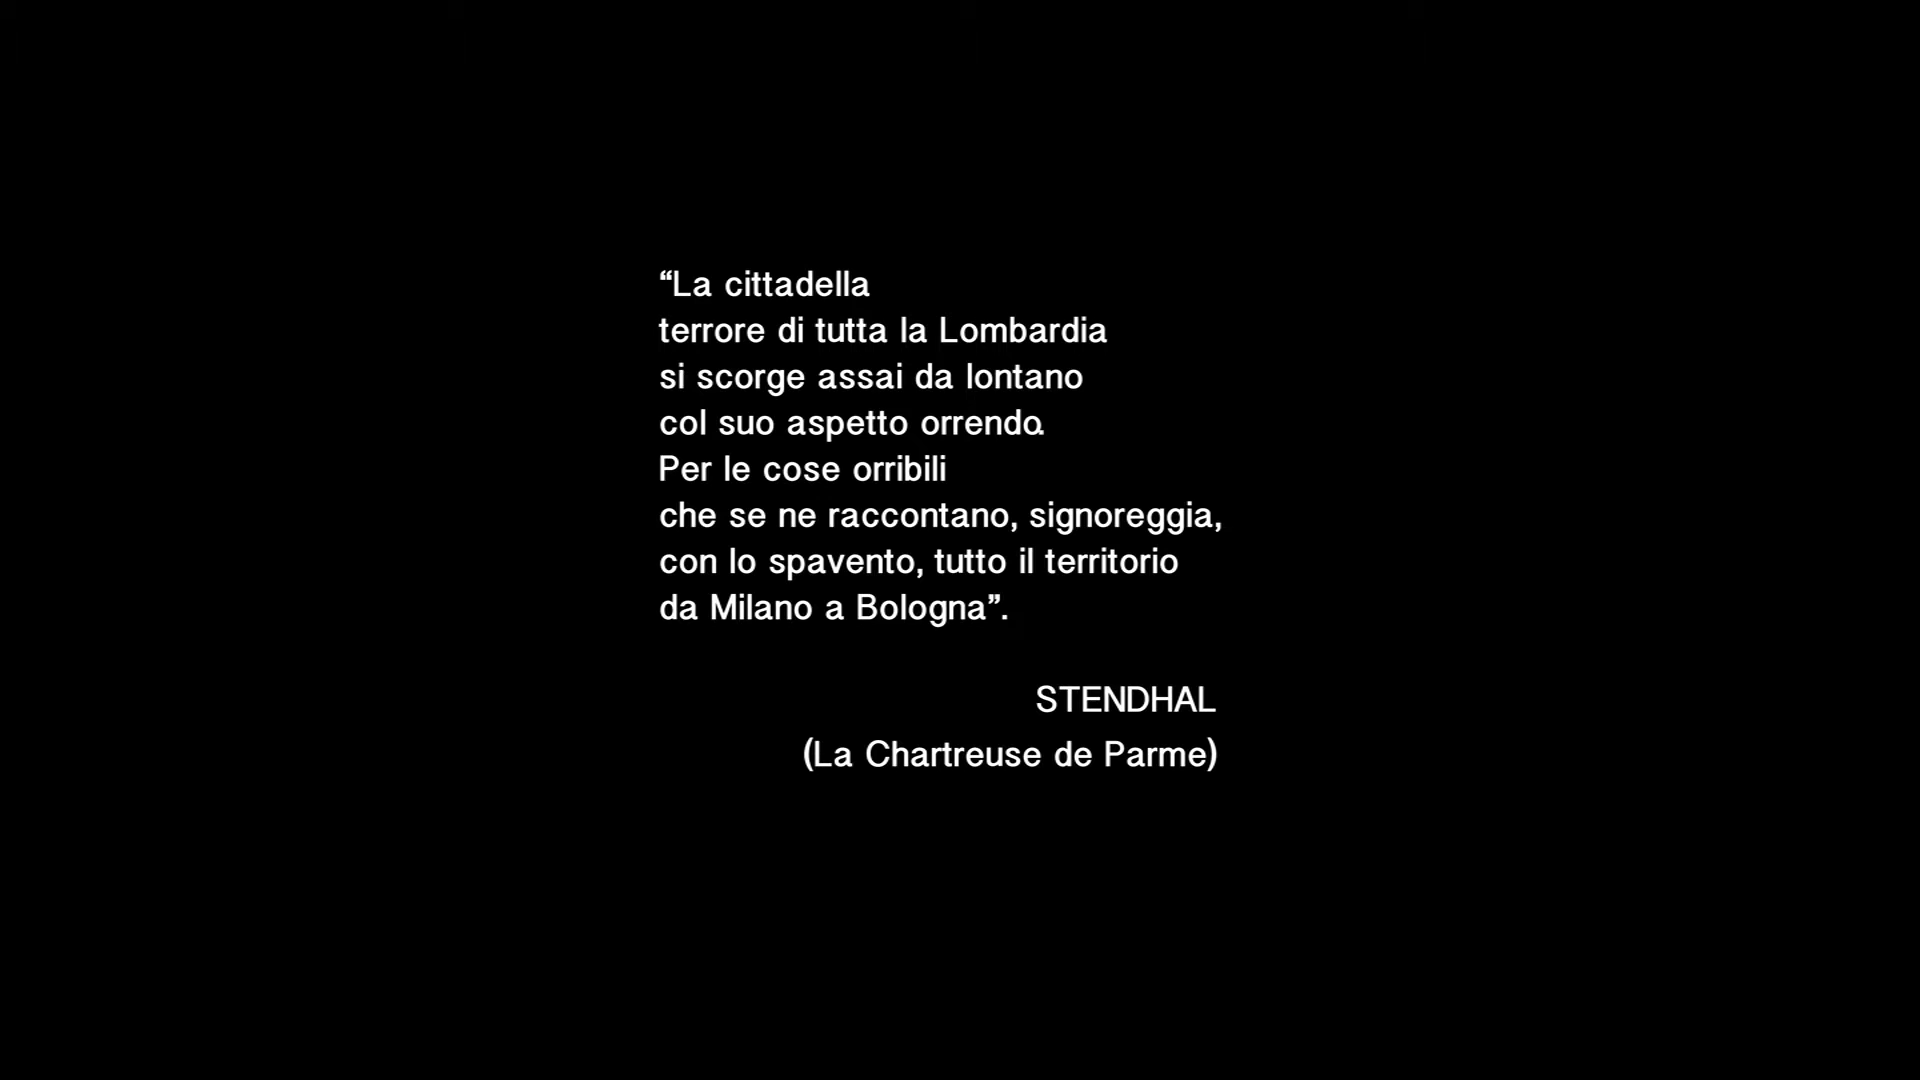 “La cittadella
terrore di tutta la Lombardia
si scorge assai da lontano
col suo aspetto orrendo.
Per le cose orribili
che se ne raccontano, signoreggia,
con lo spavento, tutto il territorio
da Milano a Bologna”.
STENDHAL
(La Chartreuse de Parme)